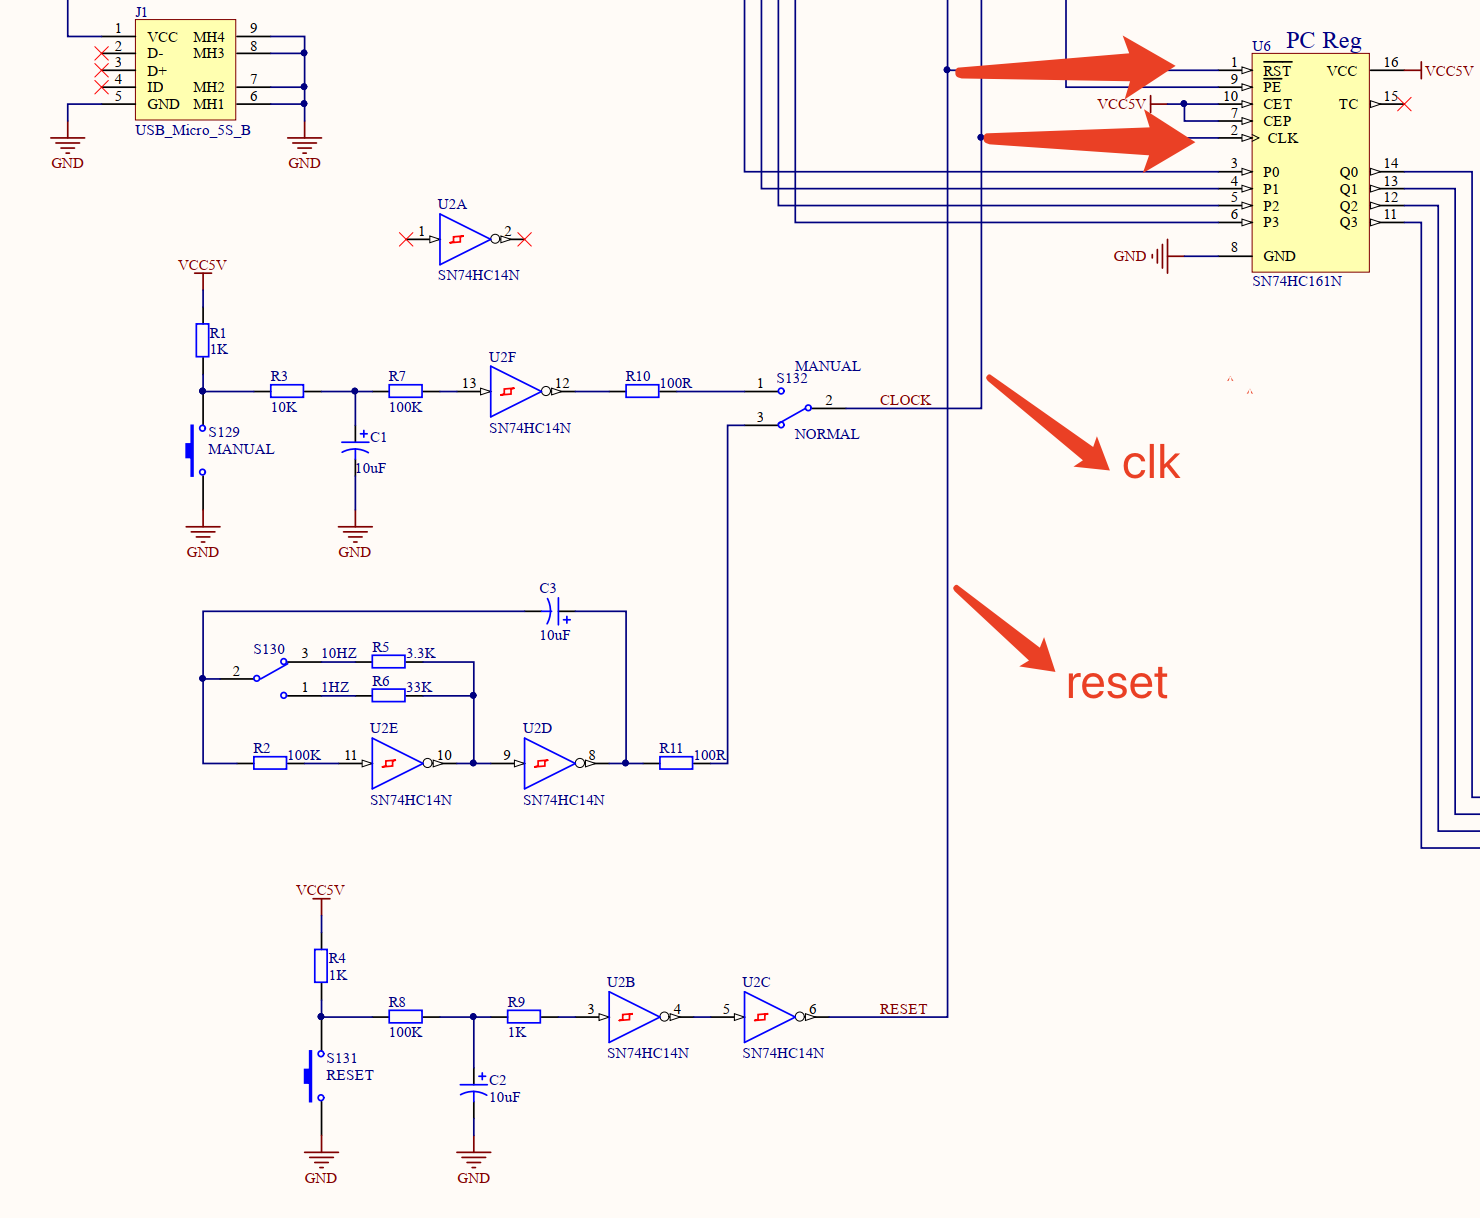 J1
1 VCC MH4 9
2 D- MH3 8
3 D+
4 ID MH2 7
5 GND MH1 6
USB_Micro_5S_B
GND
GND
U6 PC Reg
1 RST VCC 16 VCC5V
9 PE
VCC5V 10 CET TC 15
7 CEP
2 CLK
3 P0 Q0 14
4 P1 Q1 13
5 P2 Q2 12
6 P3 Q3 11
GND 8 GND
SN74HC161N
U2A
1 2
SN74HC14N
VCC5V
R1
1K
R3
10K
R7
100K
U2F
13 12
SN74HC14N
R10
100R
MANUAL
S132
1
2
3
NORMAL
CLOCK
S129
MANUAL
C1
10uF
GND
GND
clk
C3
10uF
S130
2
3 10HZ R5 3.3K
1 1HZ R6 33K
R2 100K
U2E
11 10
SN74HC14N
U2D
9 8
SN74HC14N
R11
100R
reset
VCC5V
R4
1K
R8
100K
R9
1K
U2B
3 4
SN74HC14N
U2C
5 6
SN74HC14N
RESET
S131
RESET
C2
10uF
GND
GND